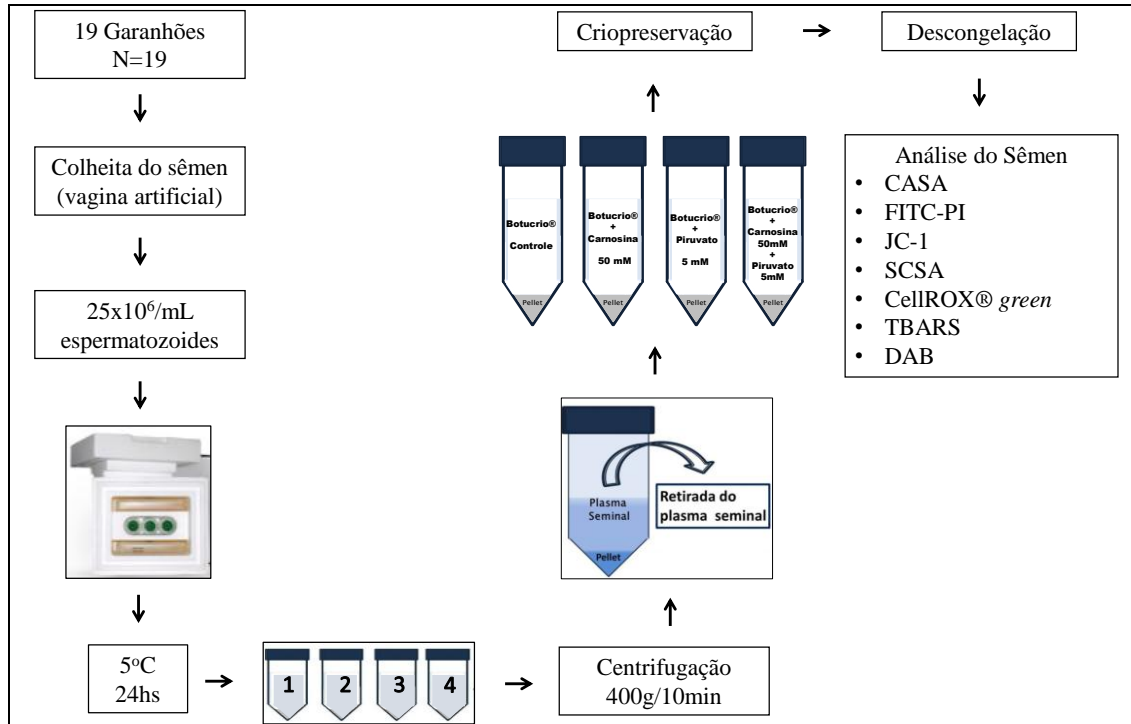 19 Garanhões
N=19
Colheita do sêmen
(vagina artificial)
25x10⁶/mL
espermatozoides
5ºC
24hs
1 2 3 4
Centrifugação
400g/10min
Plasma
Seminal
Pellet
Retirada do
plasma seminal
Botucrio®
Controle
Pellet
Botucrio®
+
Carnosina
50 mM
Pellet
Botucrio®
+
Piruvato
5 mM
Pellet
Botucrio®
+
Carnosina
50mM
+
Piruvato
5mM
Pellet
Criopreservação
Descongelação
Análise do Sêmen
• CASA
• FITC-PI
• JC-1
• SCSA
• CellROX® green
• TBARS
• DAB